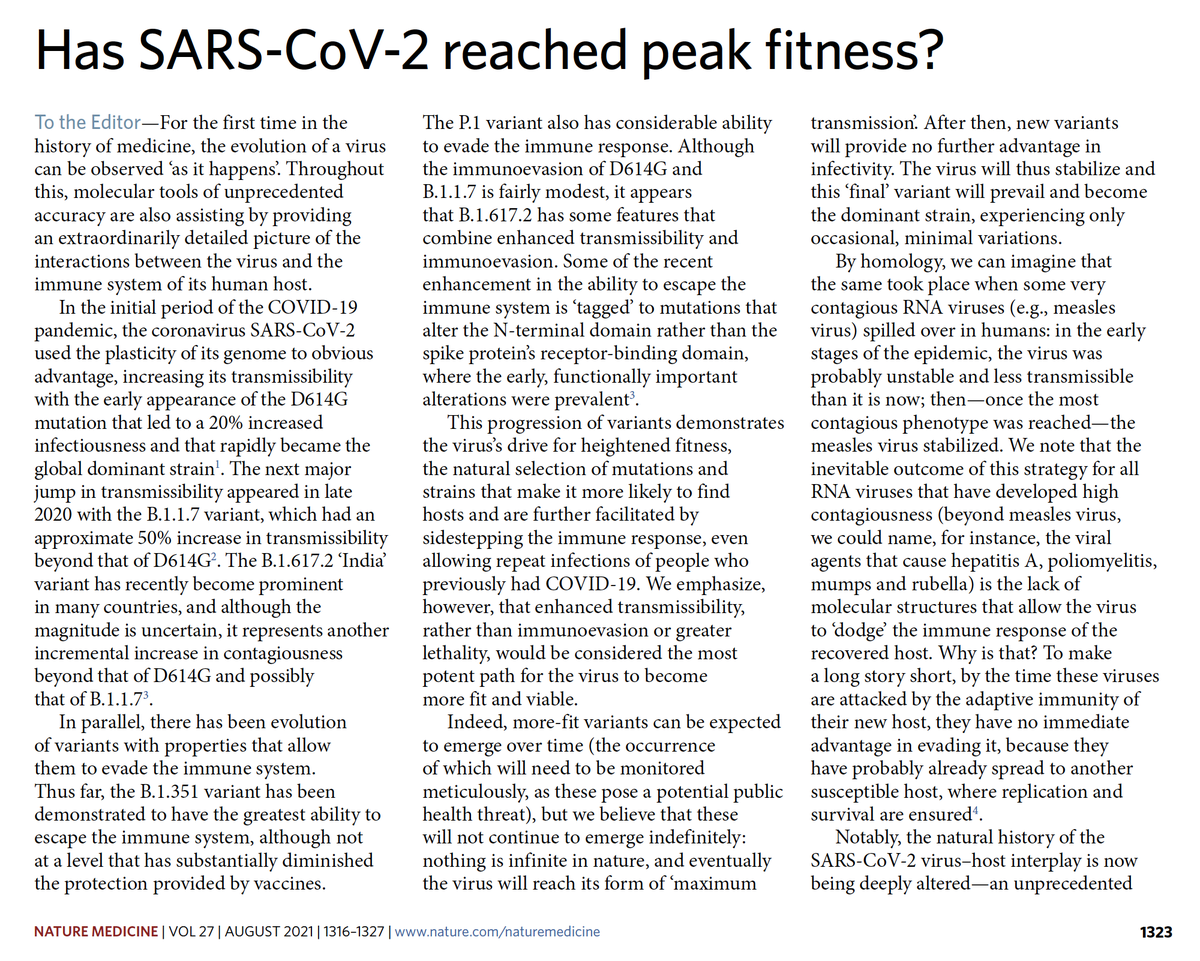 Has SARS-CoV-2 reached peak fitness?
To the Editor—For the first time in the
history of medicine, the evolution of a virus
can be observed ‘as it happens’. Throughout
this, molecular tools of unprecedented
accuracy are also assisting by providing
an extraordinarily detailed picture of the
interactions between the virus and the
immune system of its human host.
In the initial period of the COVID-19
pandemic, the coronavirus SARS-CoV-2
used the plasticity of its genome to obvious
advantage, increasing its transmissibility
with the early appearance of the D614G
mutation that led to a 20% increased
infectiousness and that rapidly became the
global dominant strain¹. The next major
jump in transmissibility appeared in late
2020 with the B.1.1.7 variant, which had an
approximate 50% increase in transmissibility
beyond that of D614G². The B.1.617.2 ‘India’
variant has recently become prominent
in many countries, and although the
magnitude is uncertain, it represents another
incremental increase in contagiousness
beyond that of D614G and possibly
that of B.1.1.7³.
In parallel, there has been evolution
of variants with properties that allow
them to evade the immune system.
Thus far, the B.1.351 variant has been
demonstrated to have the greatest ability to
escape the immune system, although not
at a level that has substantially diminished
the protection provided by vaccines.
The P.1 variant also has considerable ability
to evade the immune response. Although
the immunoevasion of D614G and
B.1.1.7 is fairly modest, it appears
that B.1.617.2 has some features that
combine enhanced transmissibility and
immunoevasion. Some of the recent
enhancement in the ability to escape the
immune system is ‘tagged’ to mutations that
alter the N-terminal domain rather than the
spike protein’s receptor-binding domain,
where the early, functionally important
alterations were prevalent³.
This progression of variants demonstrates
the virus’s drive for heightened fitness,
the natural selection of mutations and
strains that make it more likely to find
hosts and are further facilitated by
sidestepping the immune response, even
allowing repeat infections of people who
previously had COVID-19. We emphasize,
however, that enhanced transmissibility,
rather than immunoevasion or greater
lethality, would be considered the most
potent path for the virus to become
more fit and viable.
Indeed, more-fit variants can be expected
to emerge over time (the occurrence
of which will need to be monitored
meticulously, as these pose a potential public
health threat), but we believe that these
will not continue to emerge indefinitely:
nothing is infinite in nature, and eventually
the virus will reach its form of ‘maximum
transmission’. After then, new variants
will provide no further advantage in
infectivity. The virus will thus stabilize and
this ‘final’ variant will prevail and become
the dominant strain, experiencing only
occasional, minimal variations.
By homology, we can imagine that
the same took place when some very
contagious RNA viruses (e.g., measles
virus) spilled over in humans: in the early
stages of the epidemic, the virus was
probably unstable and less transmissible
than it is now; then—once the most
contagious phenotype was reached—the
measles virus stabilized. We note that the
inevitable outcome of this strategy for all
RNA viruses that have developed high
contagiousness (beyond measles virus,
we could name, for instance, the viral
agents that cause hepatitis A, poliomyelitis,
mumps and rubella) is the lack of
molecular structures that allow the virus
to ‘dodge’ the immune response of the
recovered host. Why is that? To make
a long story short, by the time these viruses
are attacked by the adaptive immunity of
their new host, they have no immediate
advantage in evading it, because they
have probably already spread to another
susceptible host, where replication and
survival are ensured⁴.
Notably, the natural history of the
SARS-CoV-2 virus–host interplay is now
being deeply altered—an unprecedented
NATURE MEDICINE | VOL 27 | AUGUST 2021 | 1316–1327 | www.nature.com/naturemedicine
1323